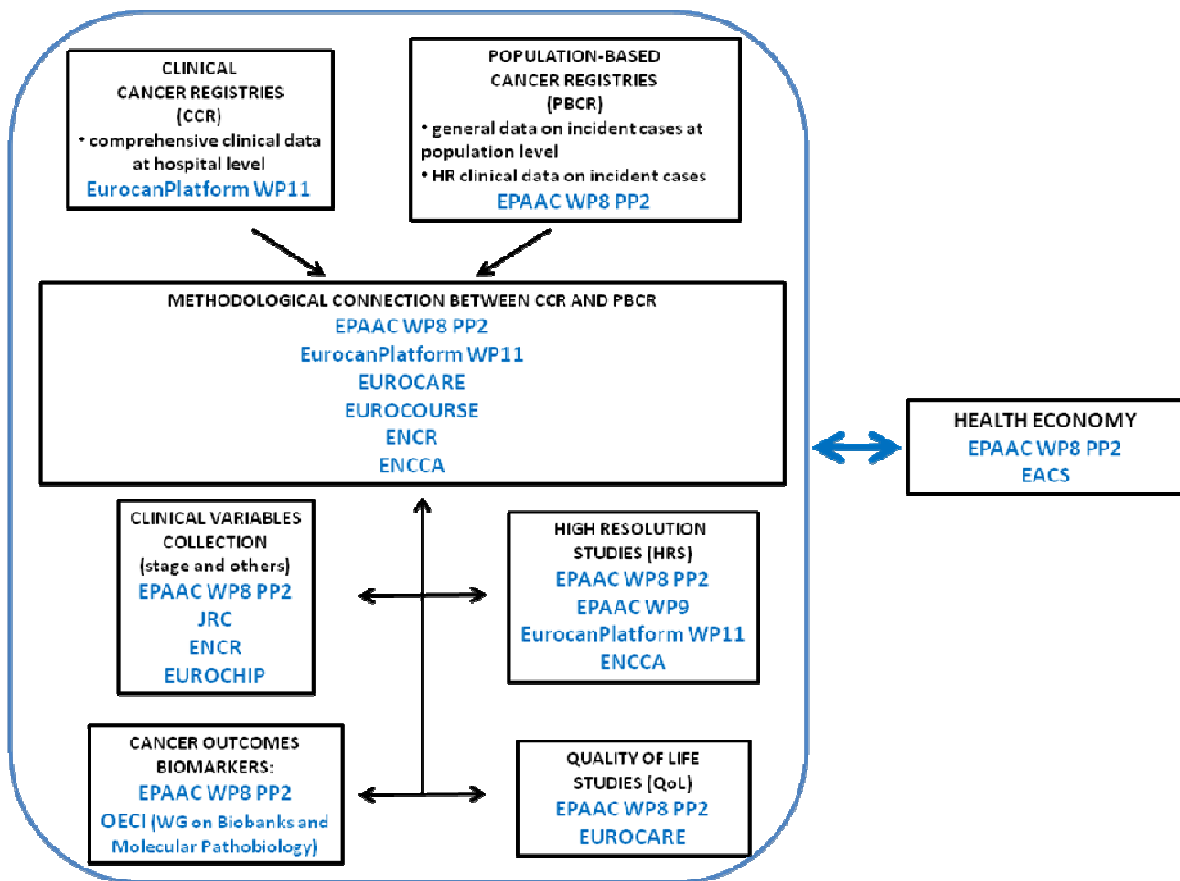 CLINICAL
CANCER REGISTRIES
(CCR)
• comprehensive clinical data
at hospital level
EurocanPlatform WP11
POPULATION-BASED
CANCER REGISTRIES
(PBCR)
• general data on incident cases at
population level
• HR clinical data on incident cases
EPAAC WP8 PP2
METHODOLOGICAL CONNECTION BETWEEN CCR AND PBCR
EPAAC WP8 PP2
EurocanPlatform WP11
EUROCARE
EUROCOURSE
ENCR
ENCCA
HEALTH ECONOMY
EPAAC WP8 PP2
EACS
CLINICAL VARIABLES
COLLECTION
(stage and others)
EPAAC WP8 PP2
JRC
ENCR
EUROCHIP
HIGH RESOLUTION
STUDIES (HRS)
EPAAC WP8 PP2
EPAAC WP9
EurocanPlatform WP11
ENCCA
CANCER OUTCOMES
BIOMARKERS:
EPAAC WP8 PP2
OECI (WG on Biobanks and
Molecular Pathobiology)
QUALITY OF LIFE
STUDIES (QoL)
EPAAC WP8 PP2
EUROCARE